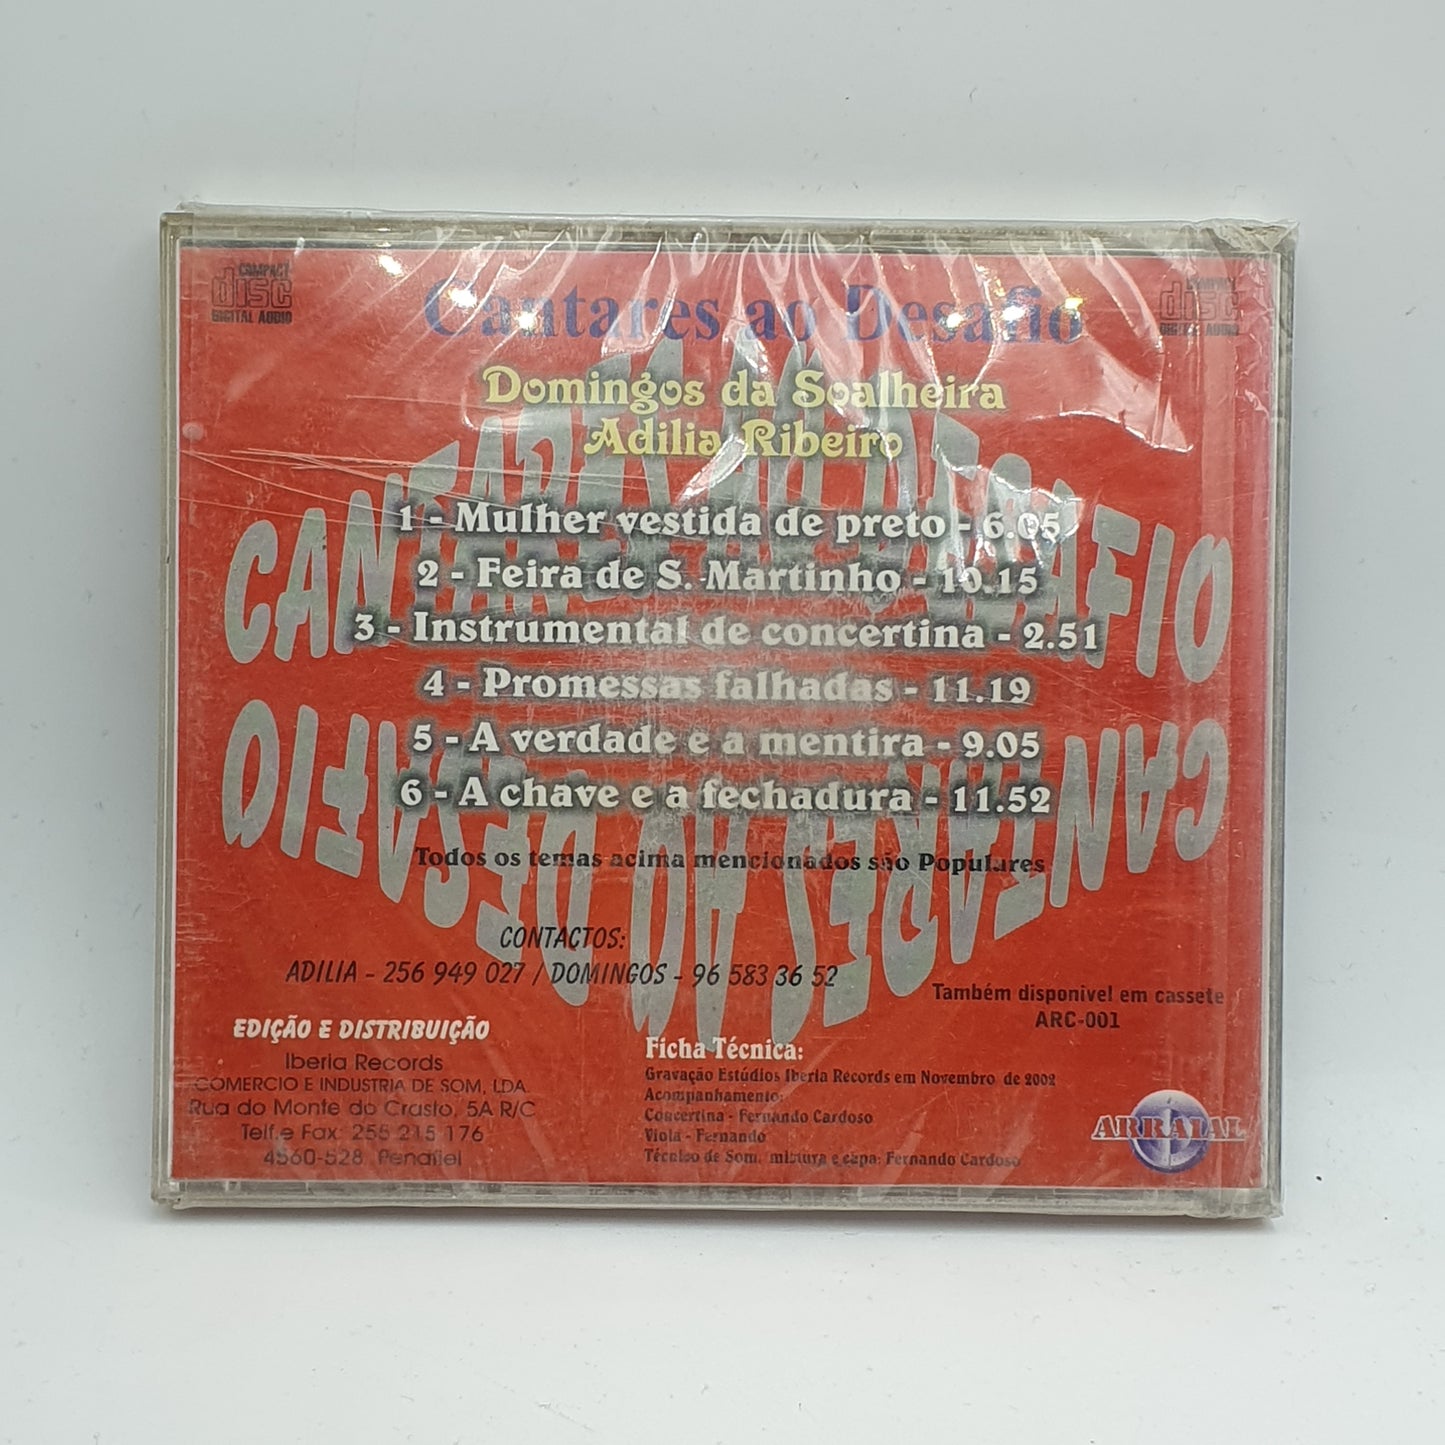 COMPACT
disc
DIGITAL AUDIO
COMPACT
disc
DIGITAL AUDIO
Cantares ao Desafio
Domingos da Soalheira
Adilia Ribeiro
CANTARES AO DESAFIO
1 - Mulher vestida de preto - 6.05
2 - Feira de S. Martinho - 10.15
3 - Instrumental de concertina - 2.51
4 - Promessas falhadas - 11.19
5 - A verdade e a mentira - 9.05
6 - A chave e a fechadura - 11.52
CANTARES AO DESAFIO
Todos os temas acima mencionados são Populares
CONTACTOS:
ADILIA - 256 949 027 / DOMINGOS - 96 583 36 52
Também disponível em cassete
ARC-001
EDIÇÃO E DISTRIBUIÇÃO
Iberia Records
COMERCIO E INDUSTRIA DE SOM, LDA.
Rua do Monte do Crasto, 5A R/C
Telf.e Fax: 255 215 176
4560-528 Penafiel
Ficha Técnica:
Gravação Estúdios Iberia Records em Novembro de 2002
Acompanhamento:
Concertina - Fernando Cardoso
Viola - Fernando
Técnico de Som, mistura e capa: Fernando Cardoso
ARRAIAL